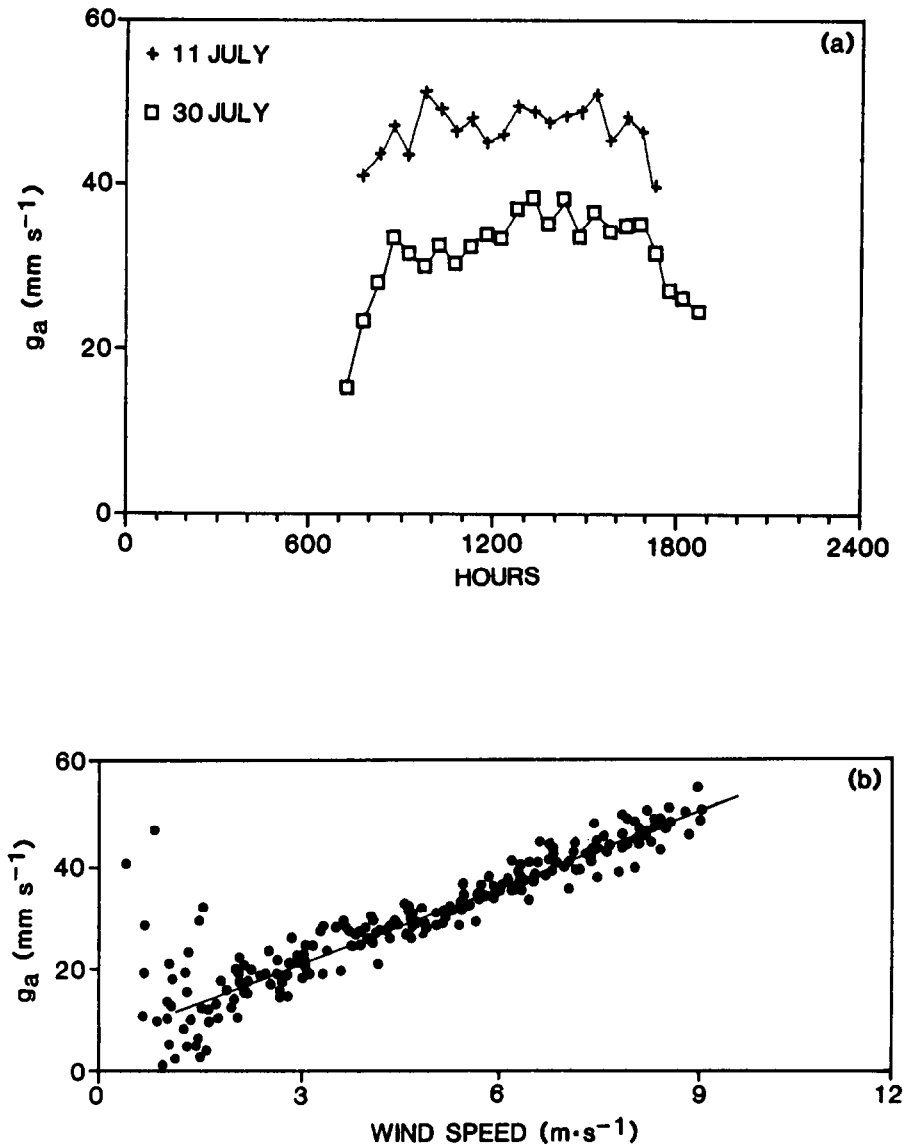 60
(a)
+ 11 JULY
□ 30 JULY
40
gₐ (mm s⁻¹)
20
0
0 600 1200 1800 2400
HOURS
60
(b)
40
gₐ (mm s⁻¹)
20
0
0 3 6 9 12
WIND SPEED (m·s⁻¹)